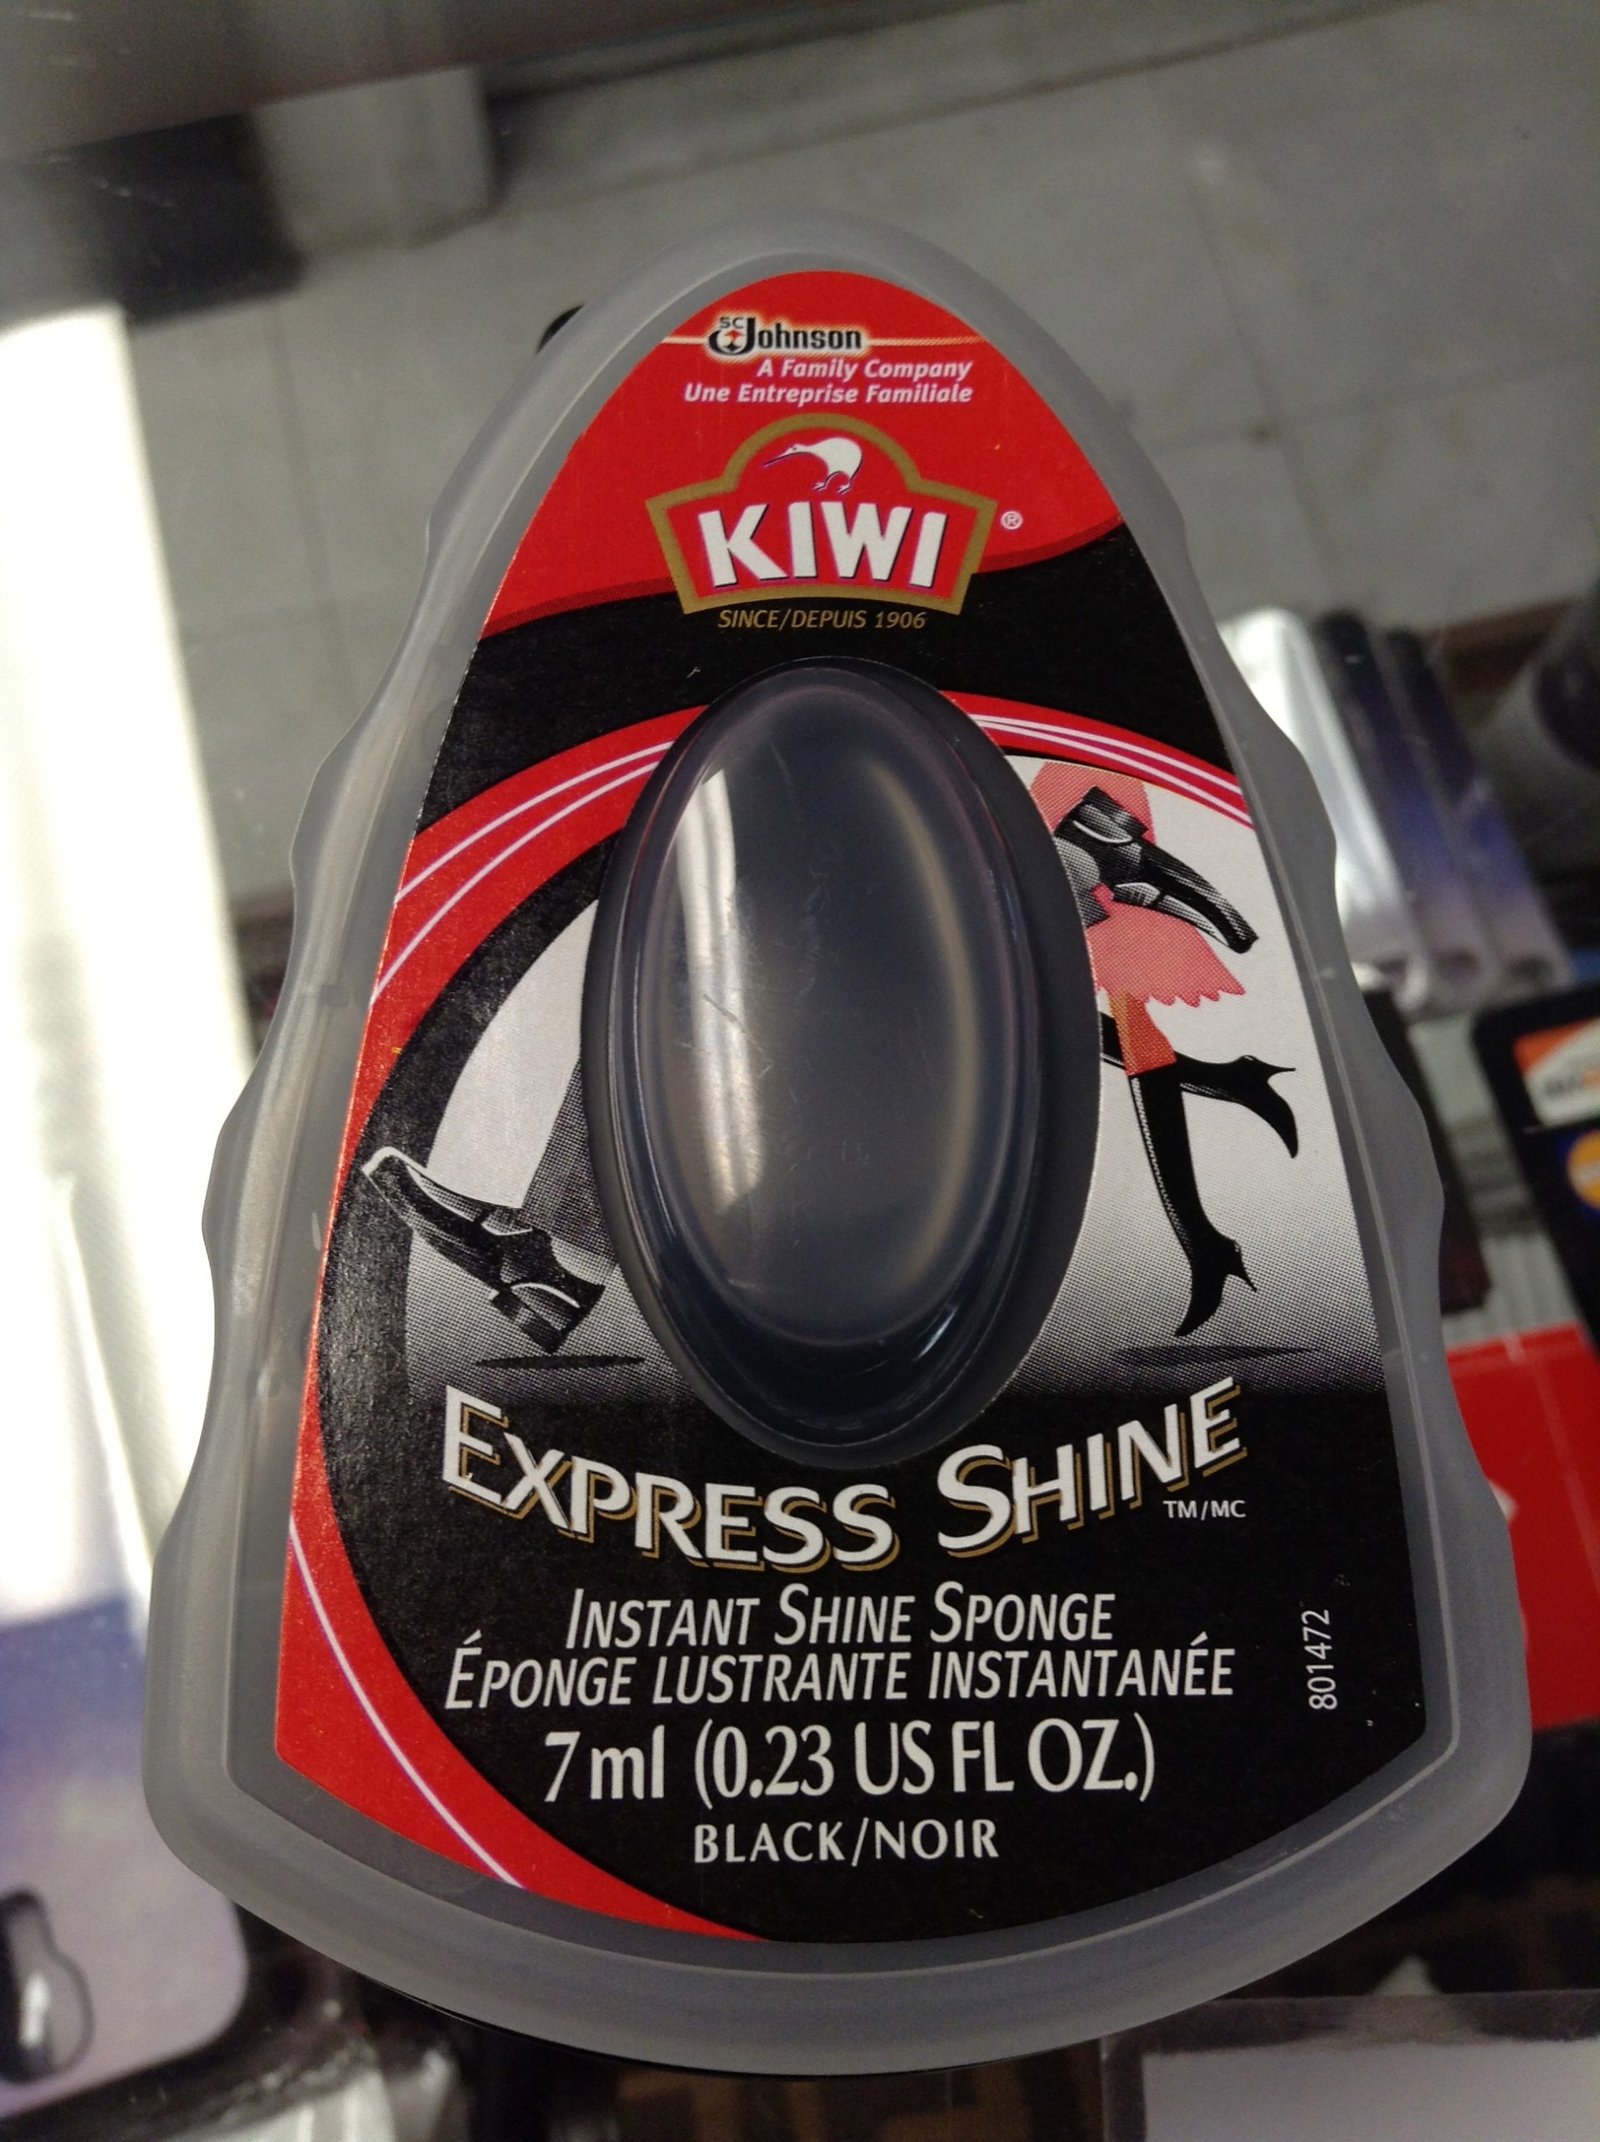 SC Johnson
A Family Company
Une Entreprise Familiale
KIWI ®
SINCE/DEPUIS 1906
EXPRESS SHINE
TM/MC
INSTANT SHINE SPONGE
ÉPONGE LUSTRANTE INSTANTANÉE
7 ml (0.23 US FL OZ.)
BLACK/NOIR
801472